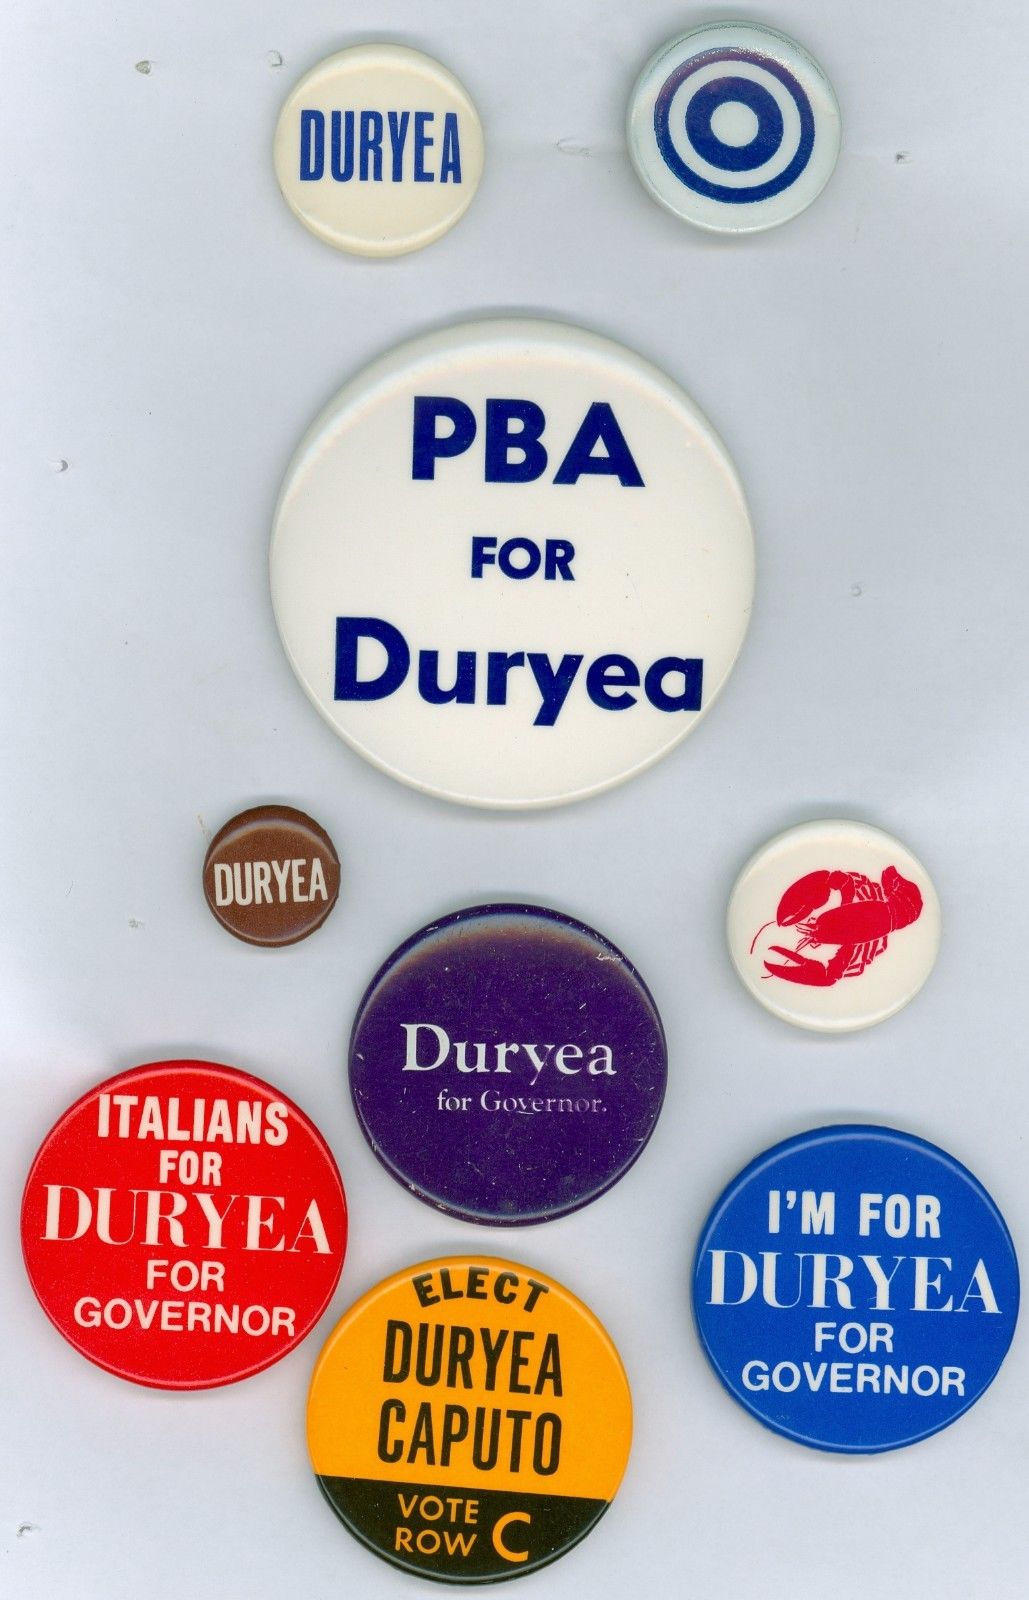 DURYEA
PBA
FOR
Duryea
DURYEA
Duryea
for Governor.
ITALIANS
FOR
DURYEA
FOR
GOVERNOR
I'M FOR
DURYEA
FOR
GOVERNOR
ELECT
DURYEA
CAPUTO
VOTE
ROW C